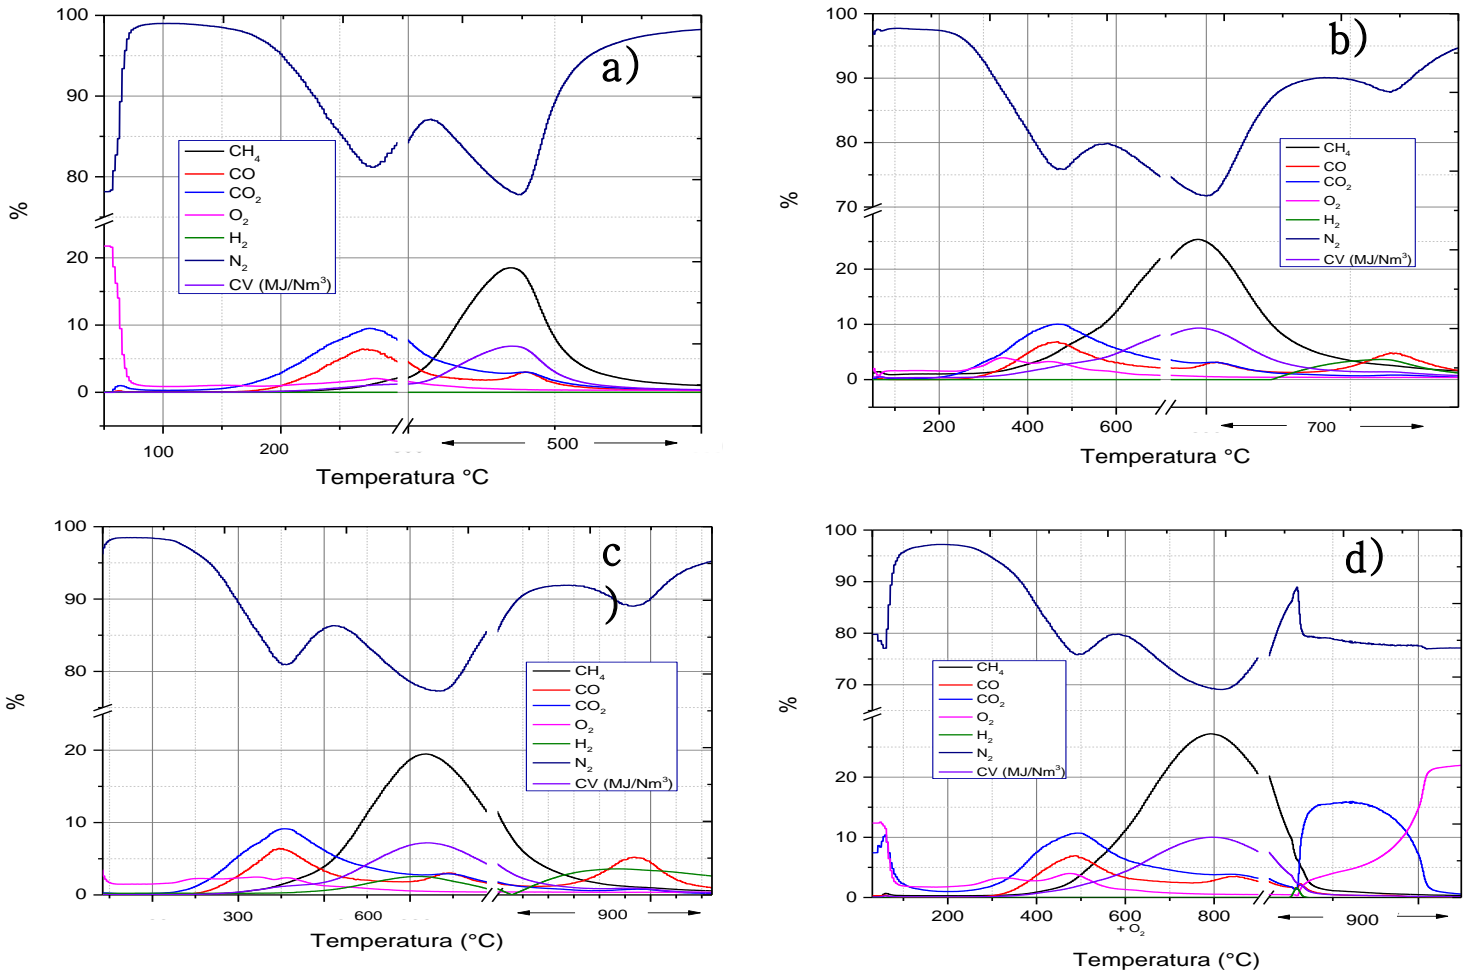 a)
100
90
80
20
10
0
%
CH4
CO
CO2
O2
H2
N2
CV (MJ/Nm3)
100
200
500
Temperatura °C
b)
100
90
80
70
20
10
0
%
CH4
CO
CO2
O2
H2
N2
CV (MJ/Nm3)
200
400
600
700
Temperatura °C
c
)
100
90
80
20
10
0
%
CH4
CO
CO2
O2
H2
N2
CV (MJ/Nm3)
300
600
900
Temperatura (°C)
d)
100
90
80
70
20
10
0
%
CH4
CO
CO2
O2
H2
N2
CV (MJ/Nm3)
200
400
600
800
+ O2
900
Temperatura (°C)